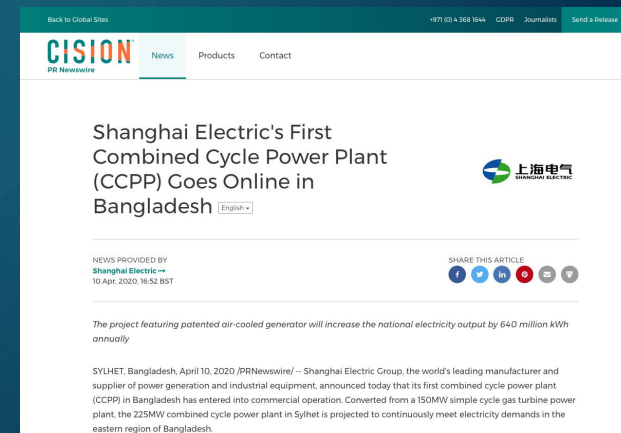 Back to Global Sites
+971 (0) 4 368 1644 GDPR Journalists Send a Release
CISION
PR Newswire
News Products Contact
Shanghai Electric's First
Combined Cycle Power Plant
(CCPP) Goes Online in
Bangladesh English
上海电气
SHANGHAI ELECTRIC
NEWS PROVIDED BY
Shanghai Electric →
10 Apr, 2020, 16:52 BST
SHARE THIS ARTICLE
The project featuring patented air-cooled generator will increase the national electricity output by 640 million kWh
annually
SYLHET, Bangladesh, April 10, 2020 /PRNewswire/ -- Shanghai Electric Group, the world's leading manufacturer and
supplier of power generation and industrial equipment, announced today that its first combined cycle power plant
(CCPP) in Bangladesh has entered into commercial operation. Converted from a 150MW simple cycle gas turbine power
plant, the 225MW combined cycle power plant in Sylhet is projected to continuously meet electricity demands in the
eastern region of Bangladesh.